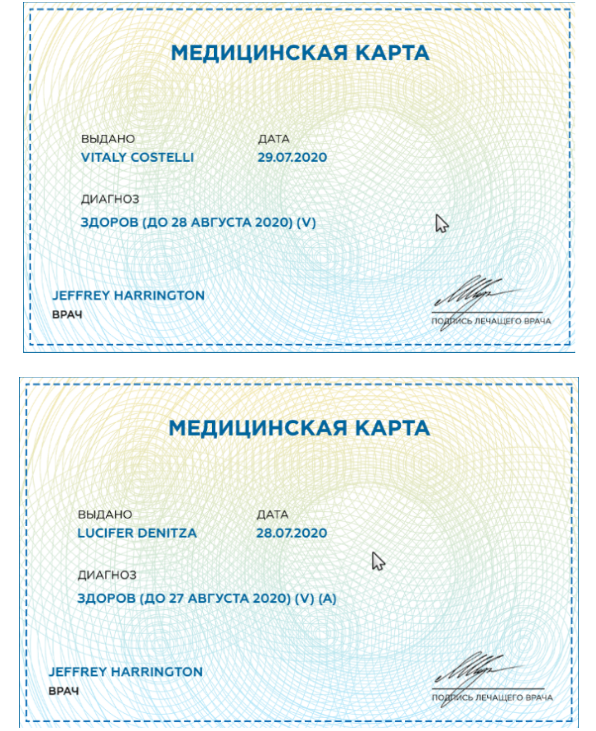 МЕДИЦИНСКАЯ КАРТА
ВЫДАНО ДАТА
VITALY COSTELLI 29.07.2020
ДИАГНОЗ
ЗДОРОВ (ДО 28 АВГУСТА 2020) (V)
JEFFREY HARRINGTON
ВРАЧ
ПОДПИСЬ ЛЕЧАЩЕГО ВРАЧА
МЕДИЦИНСКАЯ КАРТА
ВЫДАНО ДАТА
LUCIFER DENITZA 28.07.2020
ДИАГНОЗ
ЗДОРОВ (ДО 27 АВГУСТА 2020) (V) (A)
JEFFREY HARRINGTON
ВРАЧ
ПОДПИСЬ ЛЕЧАЩЕГО ВРАЧА